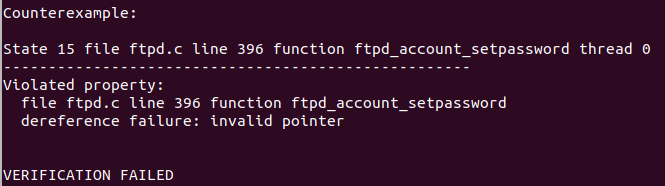 Counterexample:
State 15 file ftpd.c line 396 function ftpd_account_setpassword thread 0
----------------------------------------------------
Violated property:
file ftpd.c line 396 function ftpd_account_setpassword
dereference failure: invalid pointer
VERIFICATION FAILED